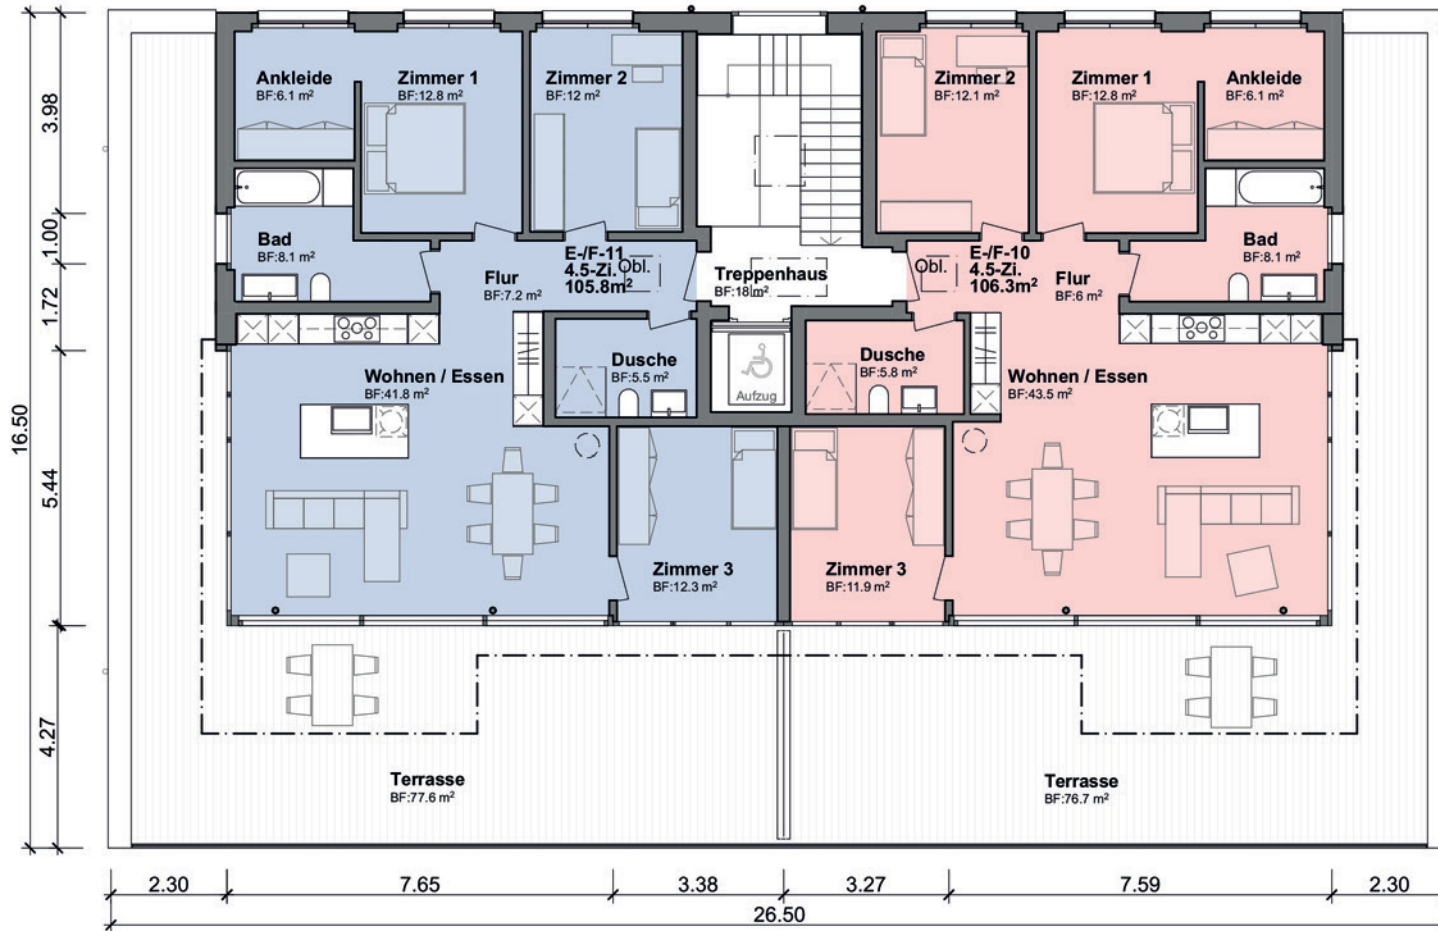 Ankleide
BF:6.1 m²
Zimmer 1
BF:12.8 m²
Zimmer 2
BF:12 m²
Zimmer 2
BF:12.1 m²
Zimmer 1
BF:12.8 m²
Ankleide
BF:6.1 m²
Bad
BF:8.1 m²
Flur
BF:7.2 m²
E-/F-11
4.5-Zi.
105.8m²
Obl.
Treppenhaus
BF:18 m²
Obl.
E-/F-10
4.5-Zi.
106.3m²
Flur
BF:6 m²
Bad
BF:8.1 m²
Wohnen / Essen
BF:41.8 m²
Dusche
BF:5.5 m²
Aufzug
Dusche
BF:5.8 m²
Wohnen / Essen
BF:43.5 m²
Zimmer 3
BF:12.3 m²
Zimmer 3
BF:11.9 m²
Terrasse
BF:77.6 m²
Terrasse
BF:76.7 m²
3.98
1.00
1.72
5.44
4.27
16.50
2.30
7.65
3.38
3.27
7.59
2.30
26.50